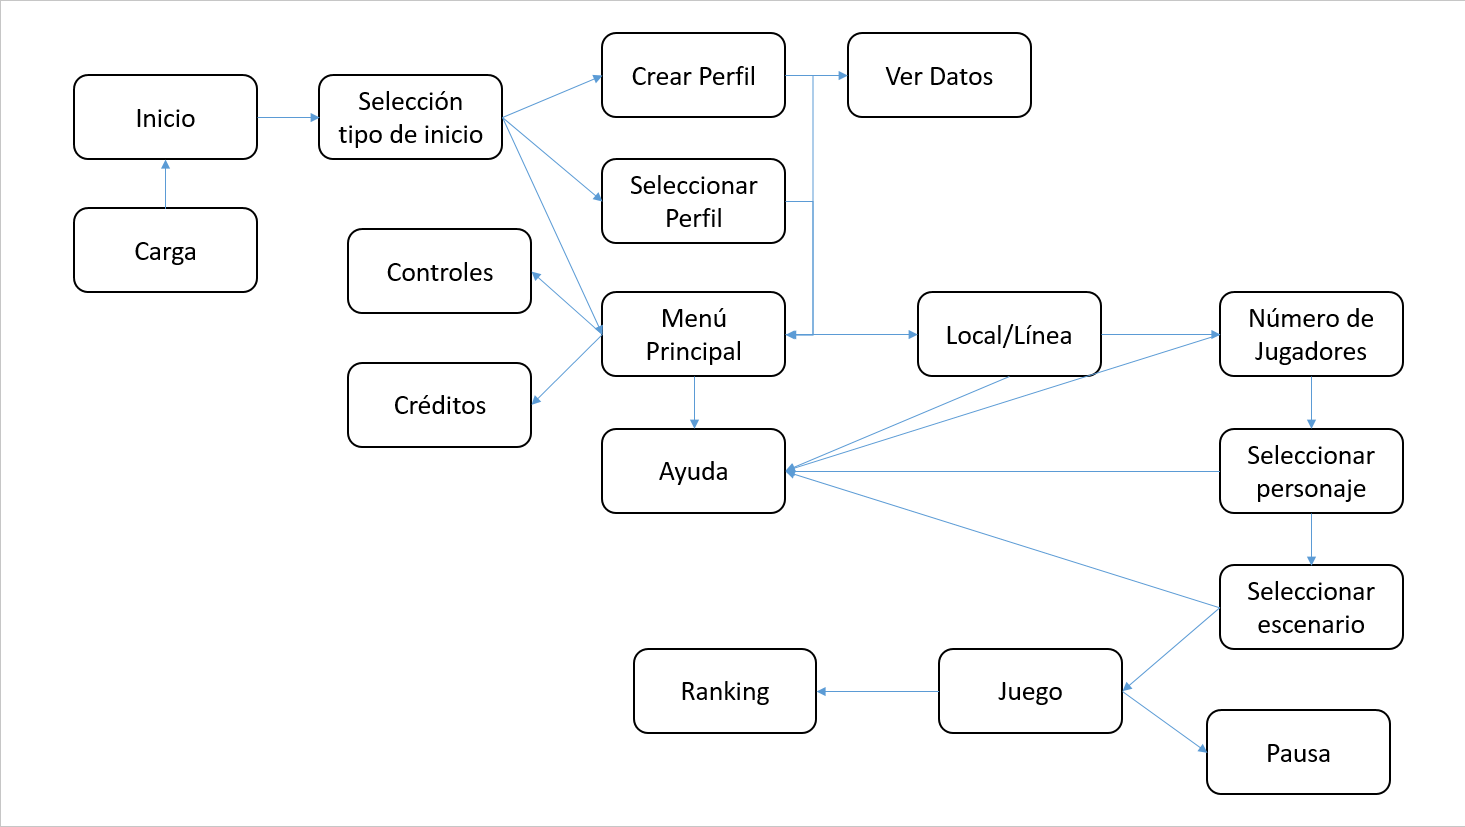 Inicio
Selección
tipo de inicio
Crear Perfil
Ver Datos
Carga
Seleccionar
Perfil
Controles
Menú
Principal
Local/Línea
Número de
Jugadores
Créditos
Ayuda
Seleccionar
personaje
Seleccionar
escenario
Ranking
Juego
Pausa